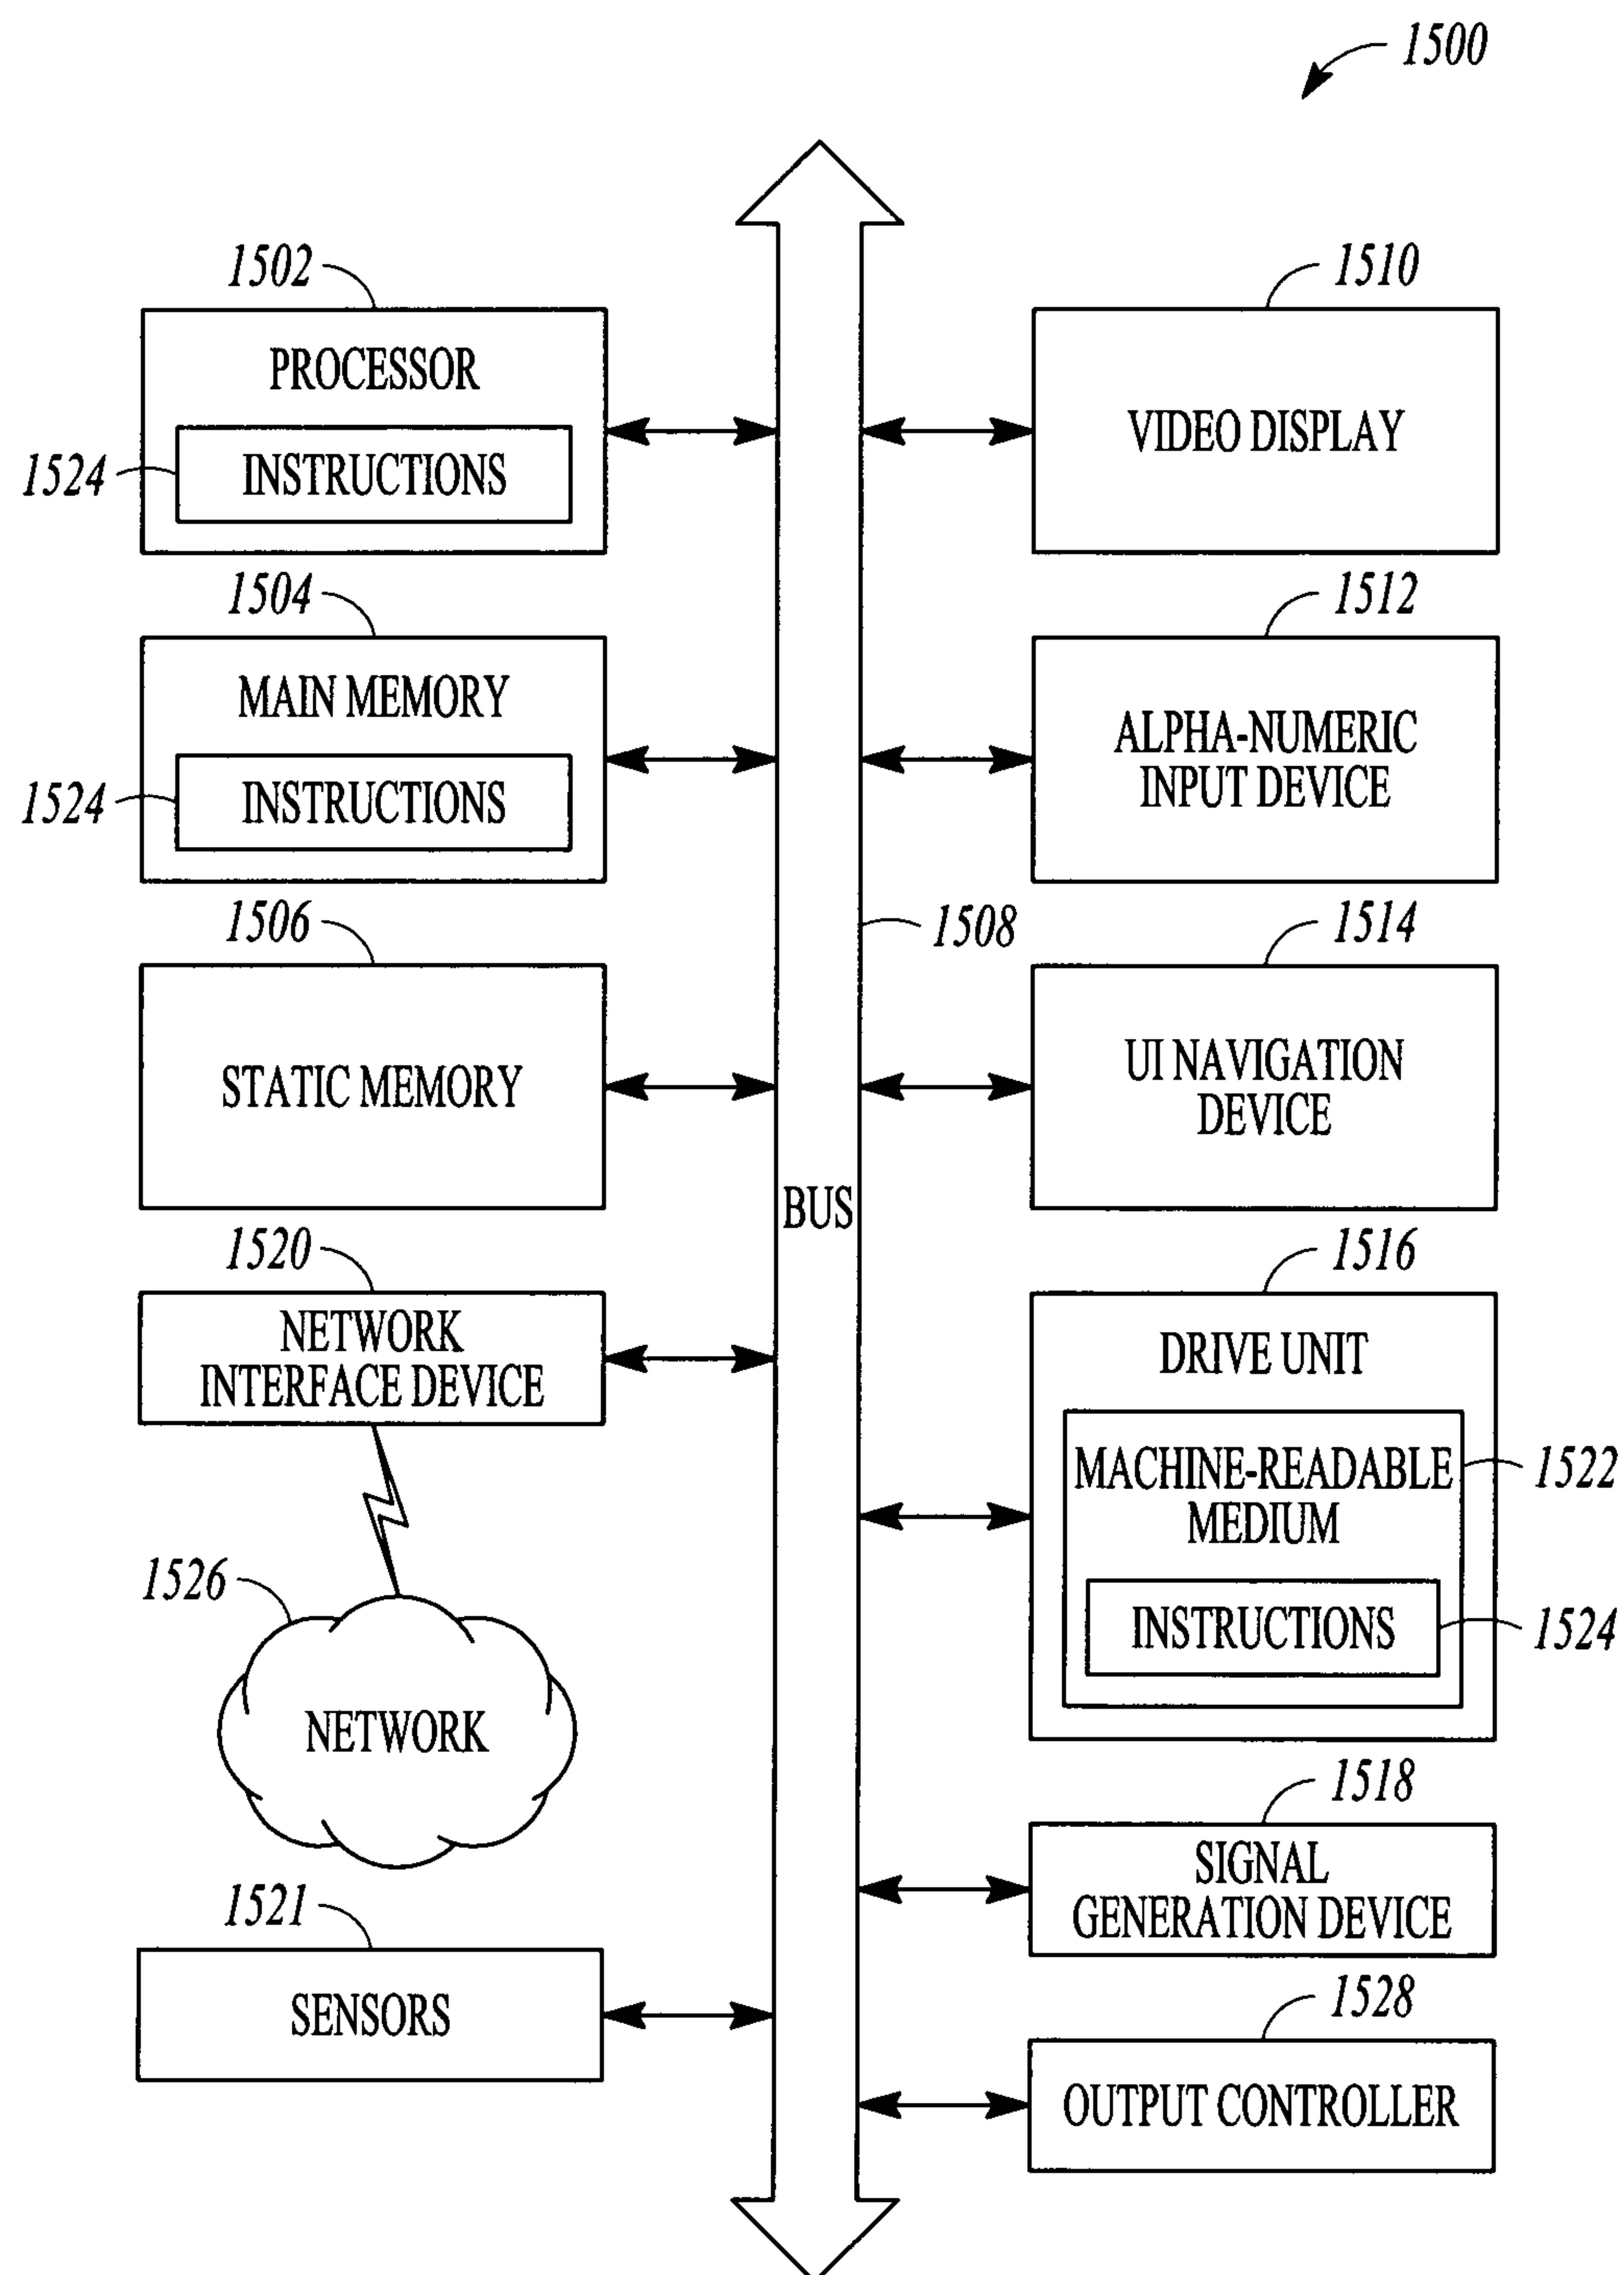 1500
1502
PROCESSOR
1524
INSTRUCTIONS
1504
MAIN MEMORY
1524
INSTRUCTIONS
1506
STATIC MEMORY
1520
NETWORK
INTERFACE DEVICE
1526
NETWORK
1521
SENSORS
1508
BUS
1510
VIDEO DISPLAY
1512
ALPHA-NUMERIC
INPUT DEVICE
1514
UI NAVIGATION
DEVICE
1516
DRIVE UNIT
MACHINE-READABLE
MEDIUM
1522
INSTRUCTIONS
1524
1518
SIGNAL
GENERATION DEVICE
1528
OUTPUT CONTROLLER